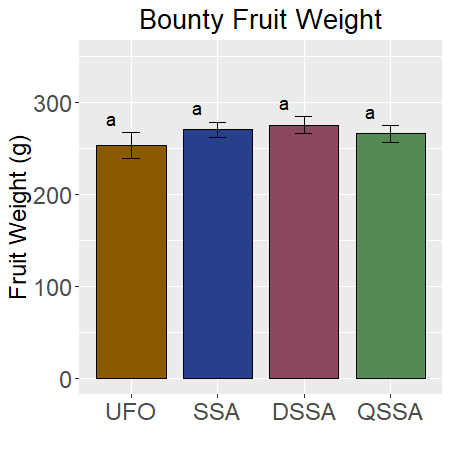 Bounty Fruit Weight
Fruit Weight (g)
300
200
100
0
a
a
a
a
UFO
SSA
DSSA
QSSA